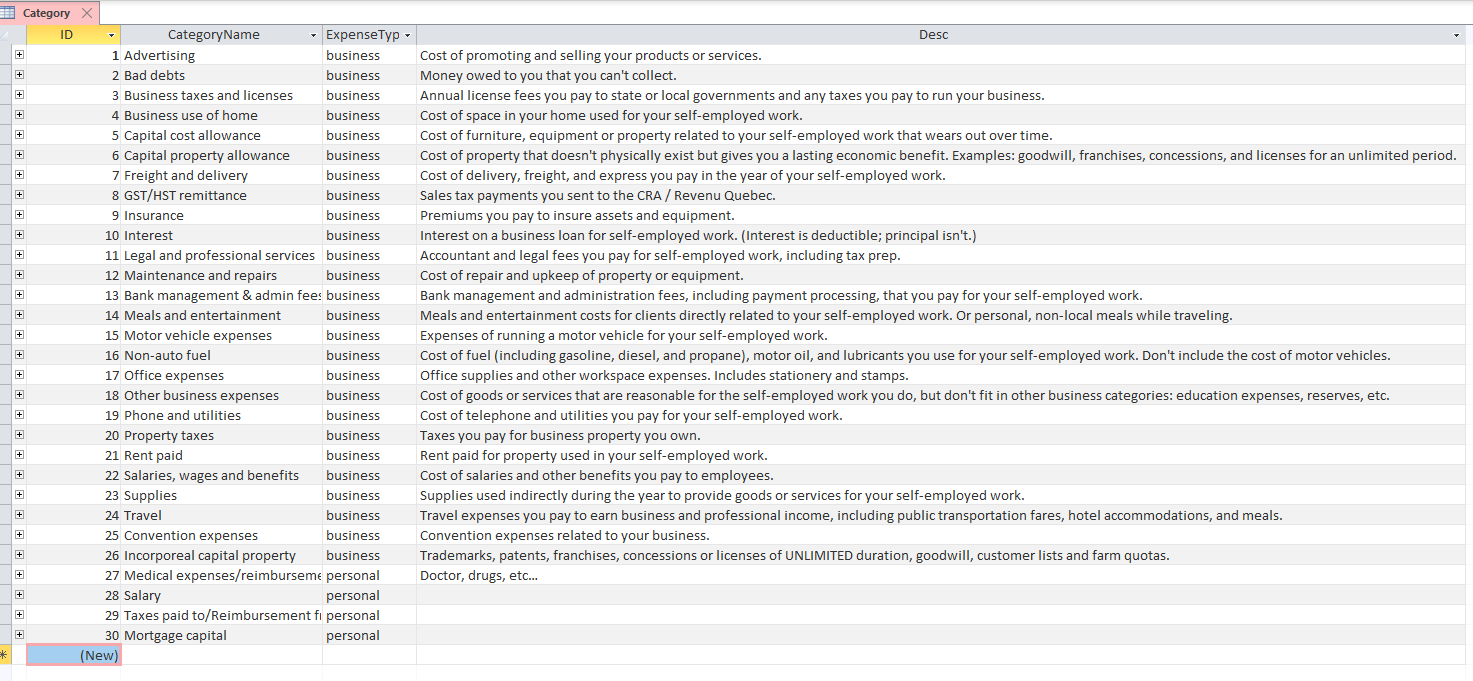 Category
ID CategoryName ExpenseTyp Desc
1 Advertising business Cost of promoting and selling your products or services.
2 Bad debts business Money owed to you that you can't collect.
3 Business taxes and licenses business Annual license fees you pay to state or local governments and any taxes you pay to run your business.
4 Business use of home business Cost of space in your home used for your self-employed work.
5 Capital cost allowance business Cost of furniture, equipment or property related to your self-employed work that wears out over time.
6 Capital property allowance business Cost of property that doesn't physically exist but gives you a lasting economic benefit. Examples: goodwill, franchises, concessions, and licenses for an unlimited period.
7 Freight and delivery business Cost of delivery, freight, and express you pay in the year of your self-employed work.
8 GST/HST remittance business Sales tax payments you sent to the CRA / Revenu Quebec.
9 Insurance business Premiums you pay to insure assets and equipment.
10 Interest business Interest on a business loan for self-employed work. (Interest is deductible; principal isn't.)
11 Legal and professional services business Accountant and legal fees you pay for self-employed work, including tax prep.
12 Maintenance and repairs business Cost of repair and upkeep of property or equipment.
13 Bank management & admin fees business Bank management and administration fees, including payment processing, that you pay for your self-employed work.
14 Meals and entertainment business Meals and entertainment costs for clients directly related to your self-employed work. Or personal, non-local meals while traveling.
15 Motor vehicle expenses business Expenses of running a motor vehicle for your self-employed work.
16 Non-auto fuel business Cost of fuel (including gasoline, diesel, and propane), motor oil, and lubricants you use for your self-employed work. Don't include the cost of motor vehicles.
17 Office expenses business Office supplies and other workspace expenses. Includes stationery and stamps.
18 Other business expenses business Cost of goods or services that are reasonable for the self-employed work you do, but don't fit in other business categories: education expenses, reserves, etc.
19 Phone and utilities business Cost of telephone and utilities you pay for your self-employed work.
20 Property taxes business Taxes you pay for business property you own.
21 Rent paid business Rent paid for property used in your self-employed work.
22 Salaries, wages and benefits business Cost of salaries and other benefits you pay to employees.
23 Supplies business Supplies used indirectly during the year to provide goods or services for your self-employed work.
24 Travel business Travel expenses you pay to earn business and professional income, including public transportation fares, hotel accommodations, and meals.
25 Convention expenses business Convention expenses related to your business.
26 Incorporeal capital property business Trademarks, patents, franchises, concessions or licenses of UNLIMITED duration, goodwill, customer lists and farm quotas.
27 Medical expenses/reimburseme personal Doctor, drugs, etc...
28 Salary personal
29 Taxes paid to/Reimbursement fr personal
30 Mortgage capital personal
(New)